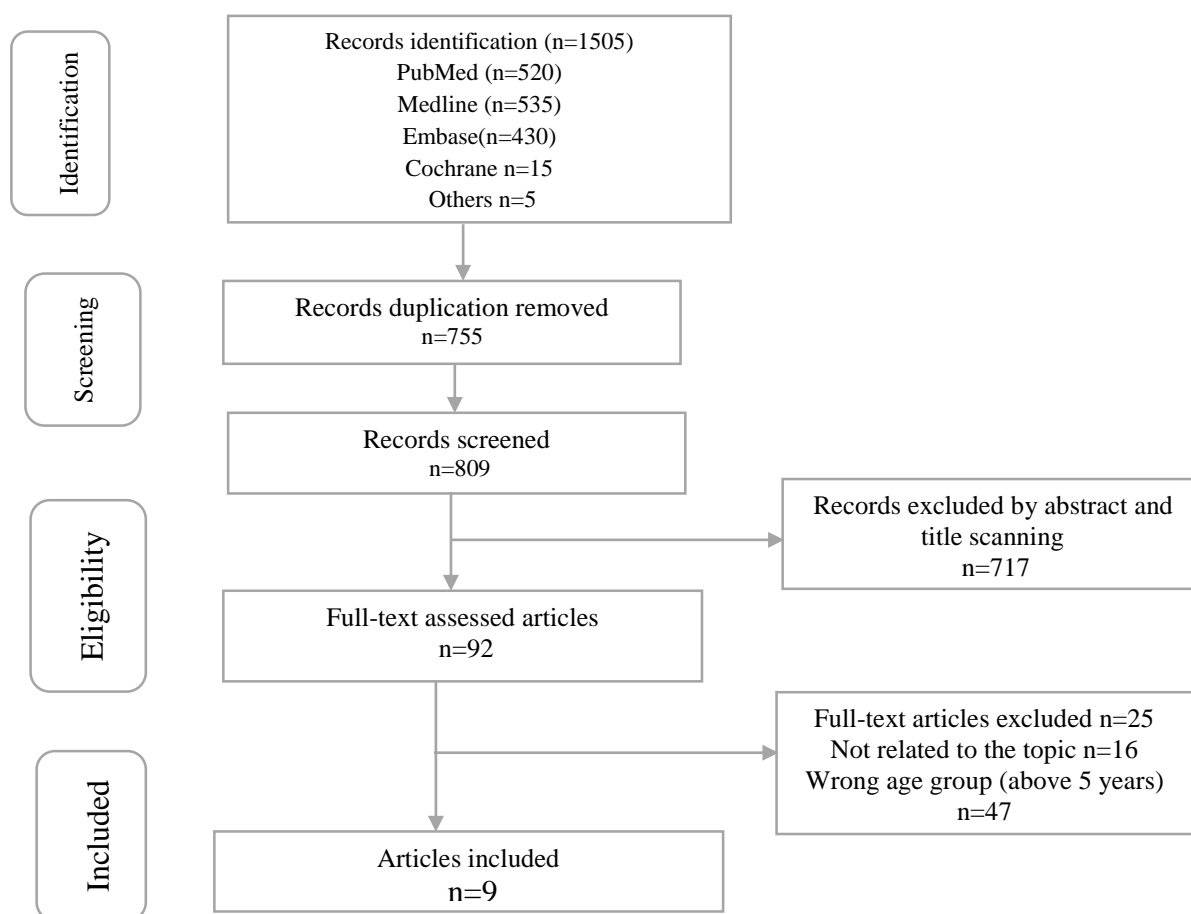 Identification
Records identification (n=1505)
PubMed (n=520)
Medline (n=535)
Embase(n=430)
Cochrane n=15
Others n=5
Screening
Records duplication removed
n=755
Records screened
n=809
Eligibility
Records excluded by abstract and
title scanning
n=717
Full-text assessed articles
n=92
Included
Full-text articles excluded n=25
Not related to the topic n=16
Wrong age group (above 5 years)
n=47
Articles included
n=9